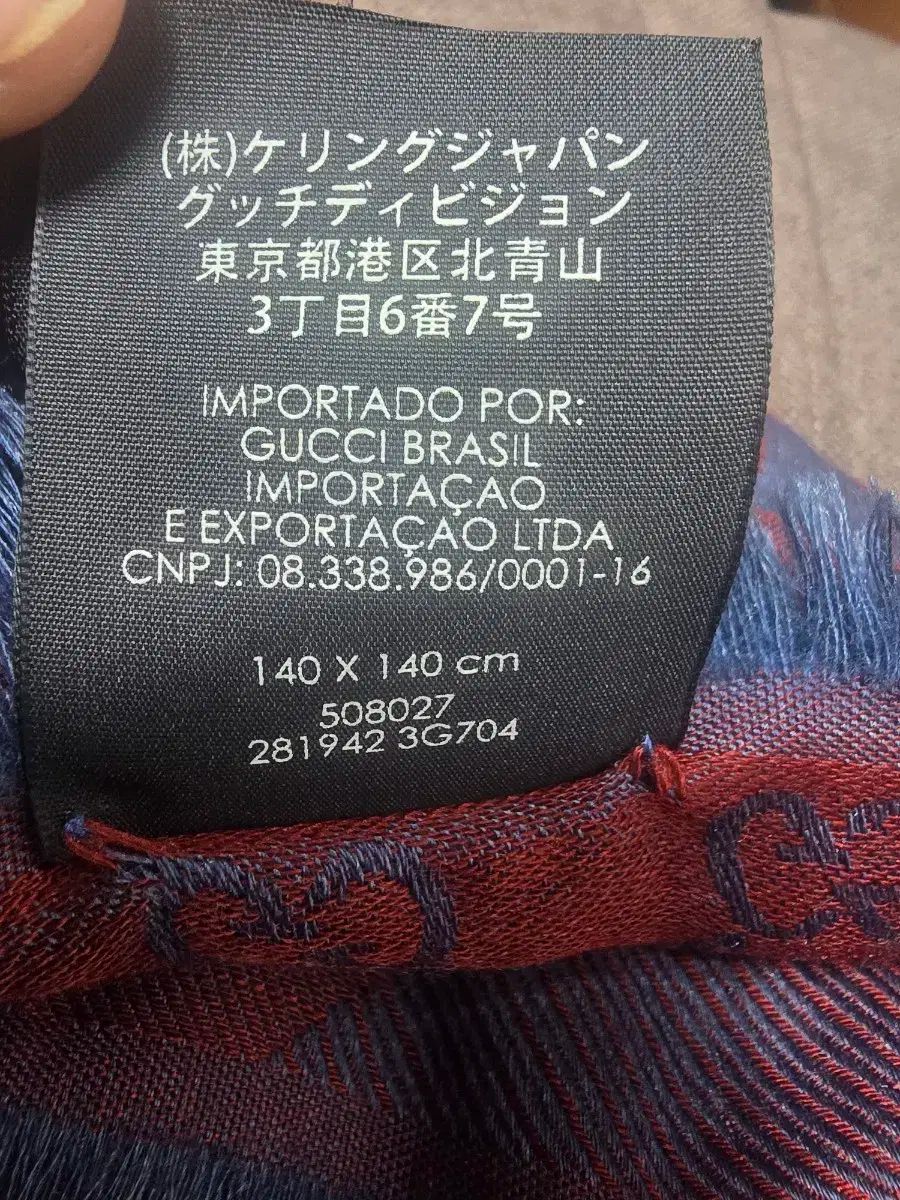 (株)ケリングジャパン
グッチディビジョン
東京都港区北青山
3丁目6番7号
IMPORTADO POR:
GUCCI BRASIL
IMPORTAÇAO
E EXPORTAÇAO LTDA
CNPJ: 08.338.986/0001-16
140 X 140 cm
508027
281942 3G704